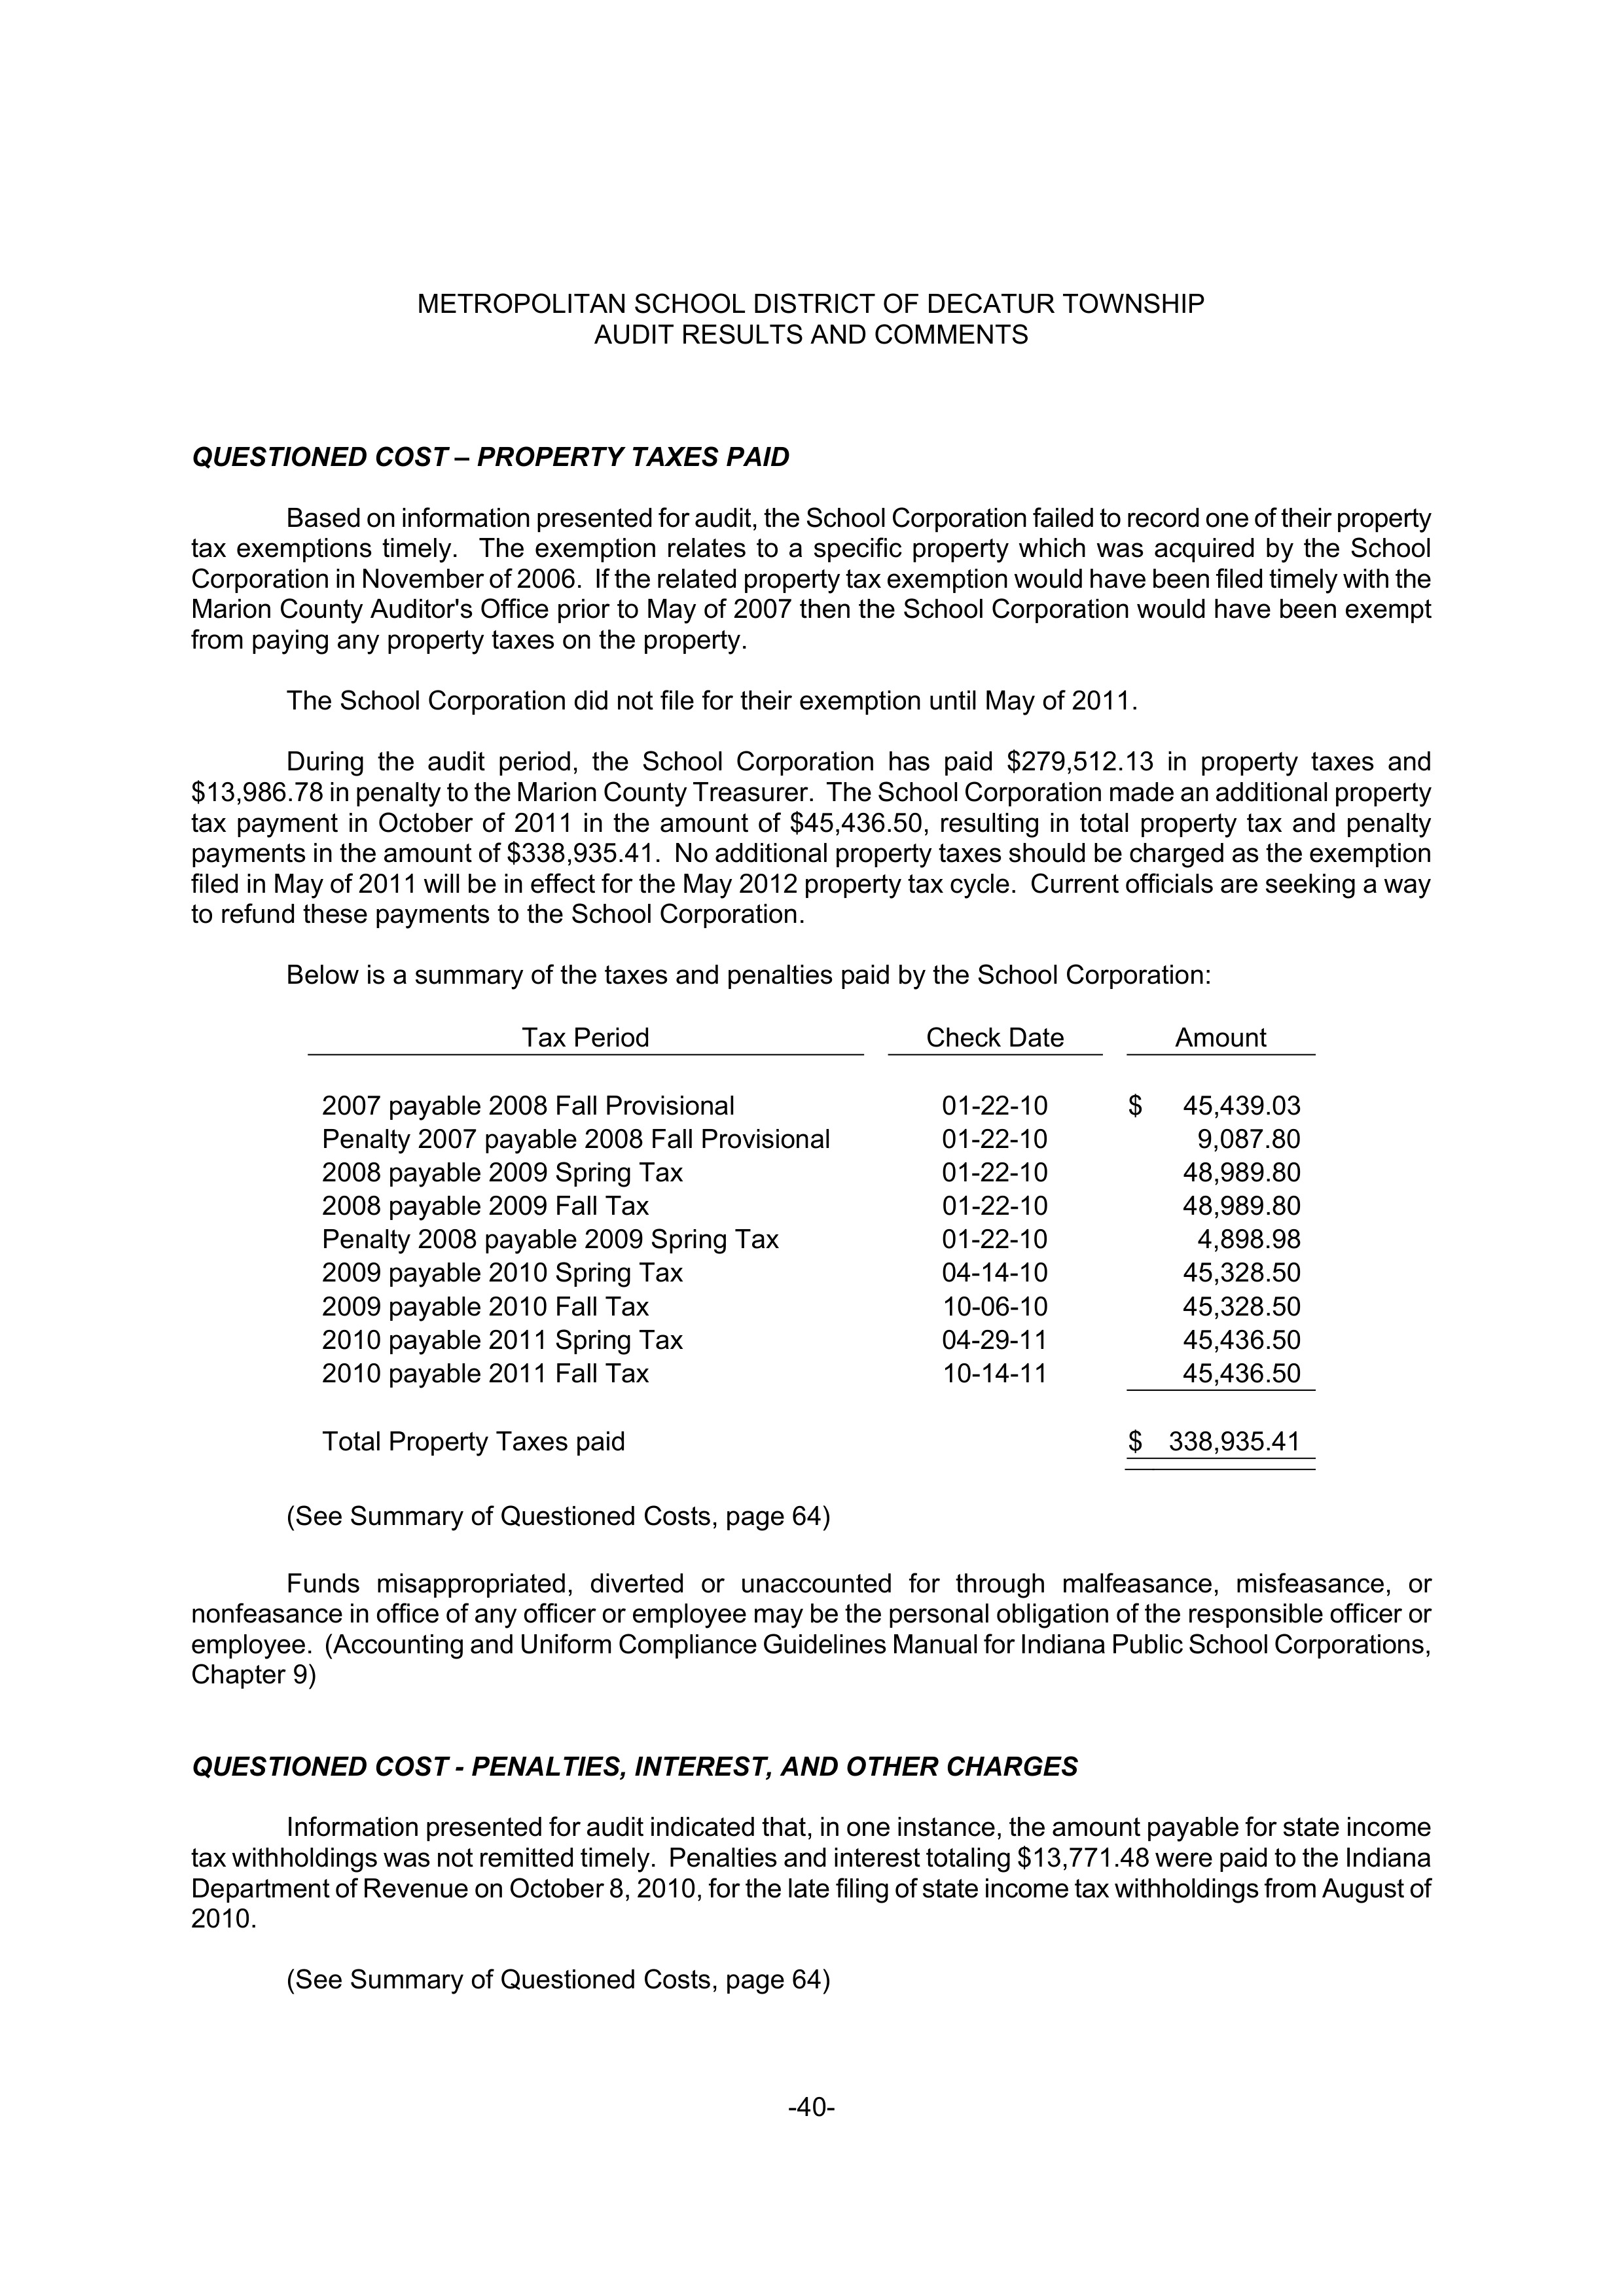 METROPOLITAN SCHOOL DISTRICT OF DECATUR TOWNSHIP
AUDIT RESULTS AND COMMENTS
QUESTIONED COST – PROPERTY TAXES PAID
Based on information presented for audit, the School Corporation failed to record one of their property
tax exemptions timely. The exemption relates to a specific property which was acquired by the School
Corporation in November of 2006. If the related property tax exemption would have been filed timely with the
Marion County Auditor's Office prior to May of 2007 then the School Corporation would have been exempt
from paying any property taxes on the property.
The School Corporation did not file for their exemption until May of 2011.
During the audit period, the School Corporation has paid $279,512.13 in property taxes and
$13,986.78 in penalty to the Marion County Treasurer. The School Corporation made an additional property
tax payment in October of 2011 in the amount of $45,436.50, resulting in total property tax and penalty
payments in the amount of $338,935.41. No additional property taxes should be charged as the exemption
filed in May of 2011 will be in effect for the May 2012 property tax cycle. Current officials are seeking a way
to refund these payments to the School Corporation.
Below is a summary of the taxes and penalties paid by the School Corporation:
Tax Period Check Date Amount
2007 payable 2008 Fall Provisional 01-22-10 $ 45,439.03
Penalty 2007 payable 2008 Fall Provisional 01-22-10 9,087.80
2008 payable 2009 Spring Tax 01-22-10 48,989.80
2008 payable 2009 Fall Tax 01-22-10 48,989.80
Penalty 2008 payable 2009 Spring Tax 01-22-10 4,898.98
2009 payable 2010 Spring Tax 04-14-10 45,328.50
2009 payable 2010 Fall Tax 10-06-10 45,328.50
2010 payable 2011 Spring Tax 04-29-11 45,436.50
2010 payable 2011 Fall Tax 10-14-11 45,436.50
Total Property Taxes paid $ 338,935.41
(See Summary of Questioned Costs, page 64)
Funds misappropriated, diverted or unaccounted for through malfeasance, misfeasance, or
nonfeasance in office of any officer or employee may be the personal obligation of the responsible officer or
employee. (Accounting and Uniform Compliance Guidelines Manual for Indiana Public School Corporations,
Chapter 9)
QUESTIONED COST - PENALTIES, INTEREST, AND OTHER CHARGES
Information presented for audit indicated that, in one instance, the amount payable for state income
tax withholdings was not remitted timely. Penalties and interest totaling $13,771.48 were paid to the Indiana
Department of Revenue on October 8, 2010, for the late filing of state income tax withholdings from August of
2010.
(See Summary of Questioned Costs, page 64)
-40-